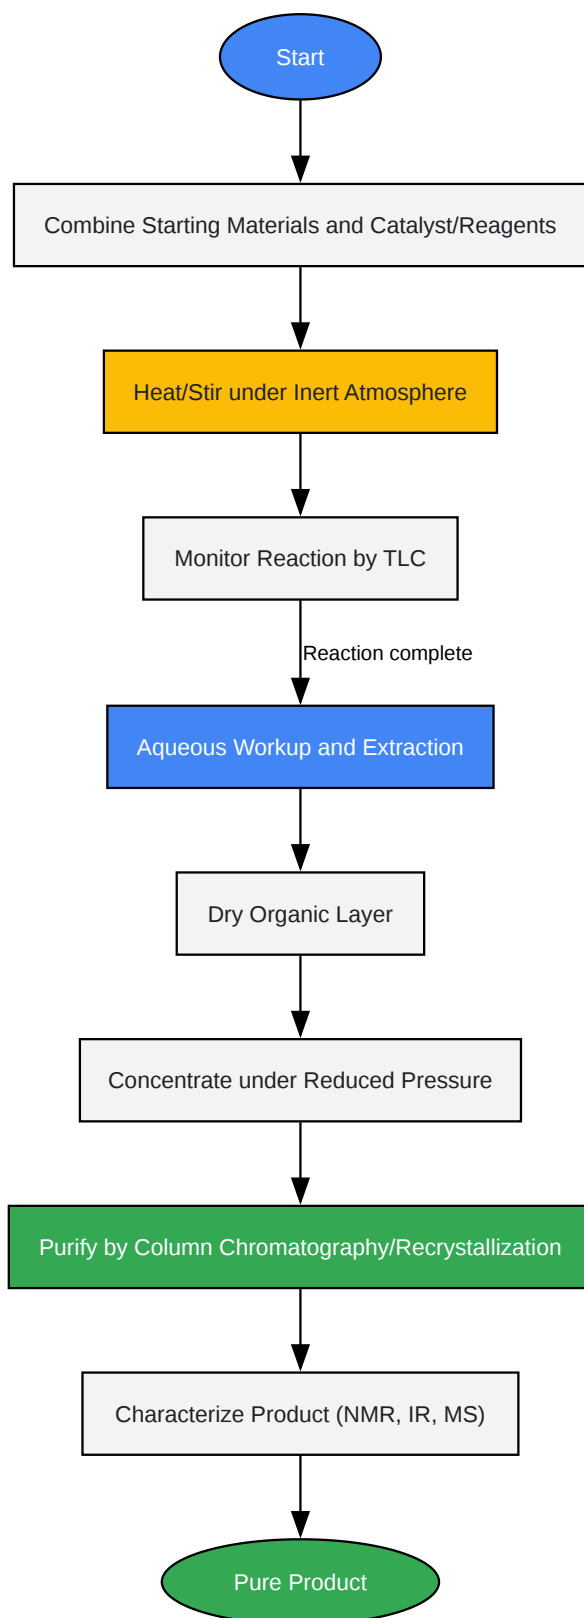 Start
Combine Starting Materials and Catalyst/Reagents
Heat/Stir under Inert Atmosphere
Monitor Reaction by TLC
Reaction complete
Aqueous Workup and Extraction
Dry Organic Layer
Concentrate under Reduced Pressure
Purify by Column Chromatography/Recrystallization
Characterize Product (NMR, IR, MS)
Pure Product